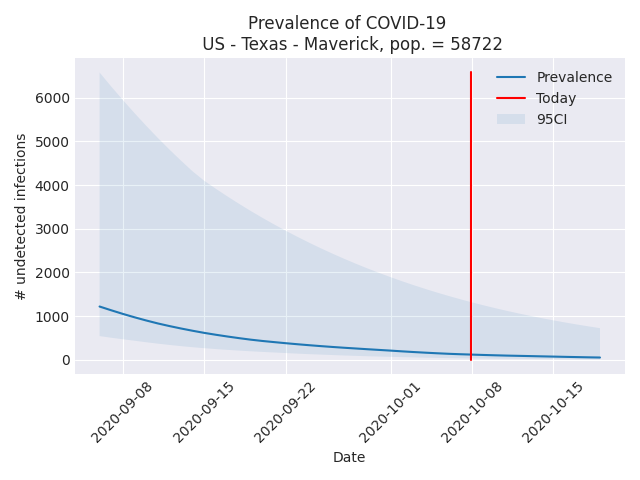 Prevalence of COVID-19
US - Texas - Maverick, pop. = 58722
Prevalence
Today
95CI
# undetected infections
6000
5000
4000
3000
2000
1000
0
2020-09-08
2020-09-15
2020-09-22
2020-10-01
2020-10-08
2020-10-15
Date